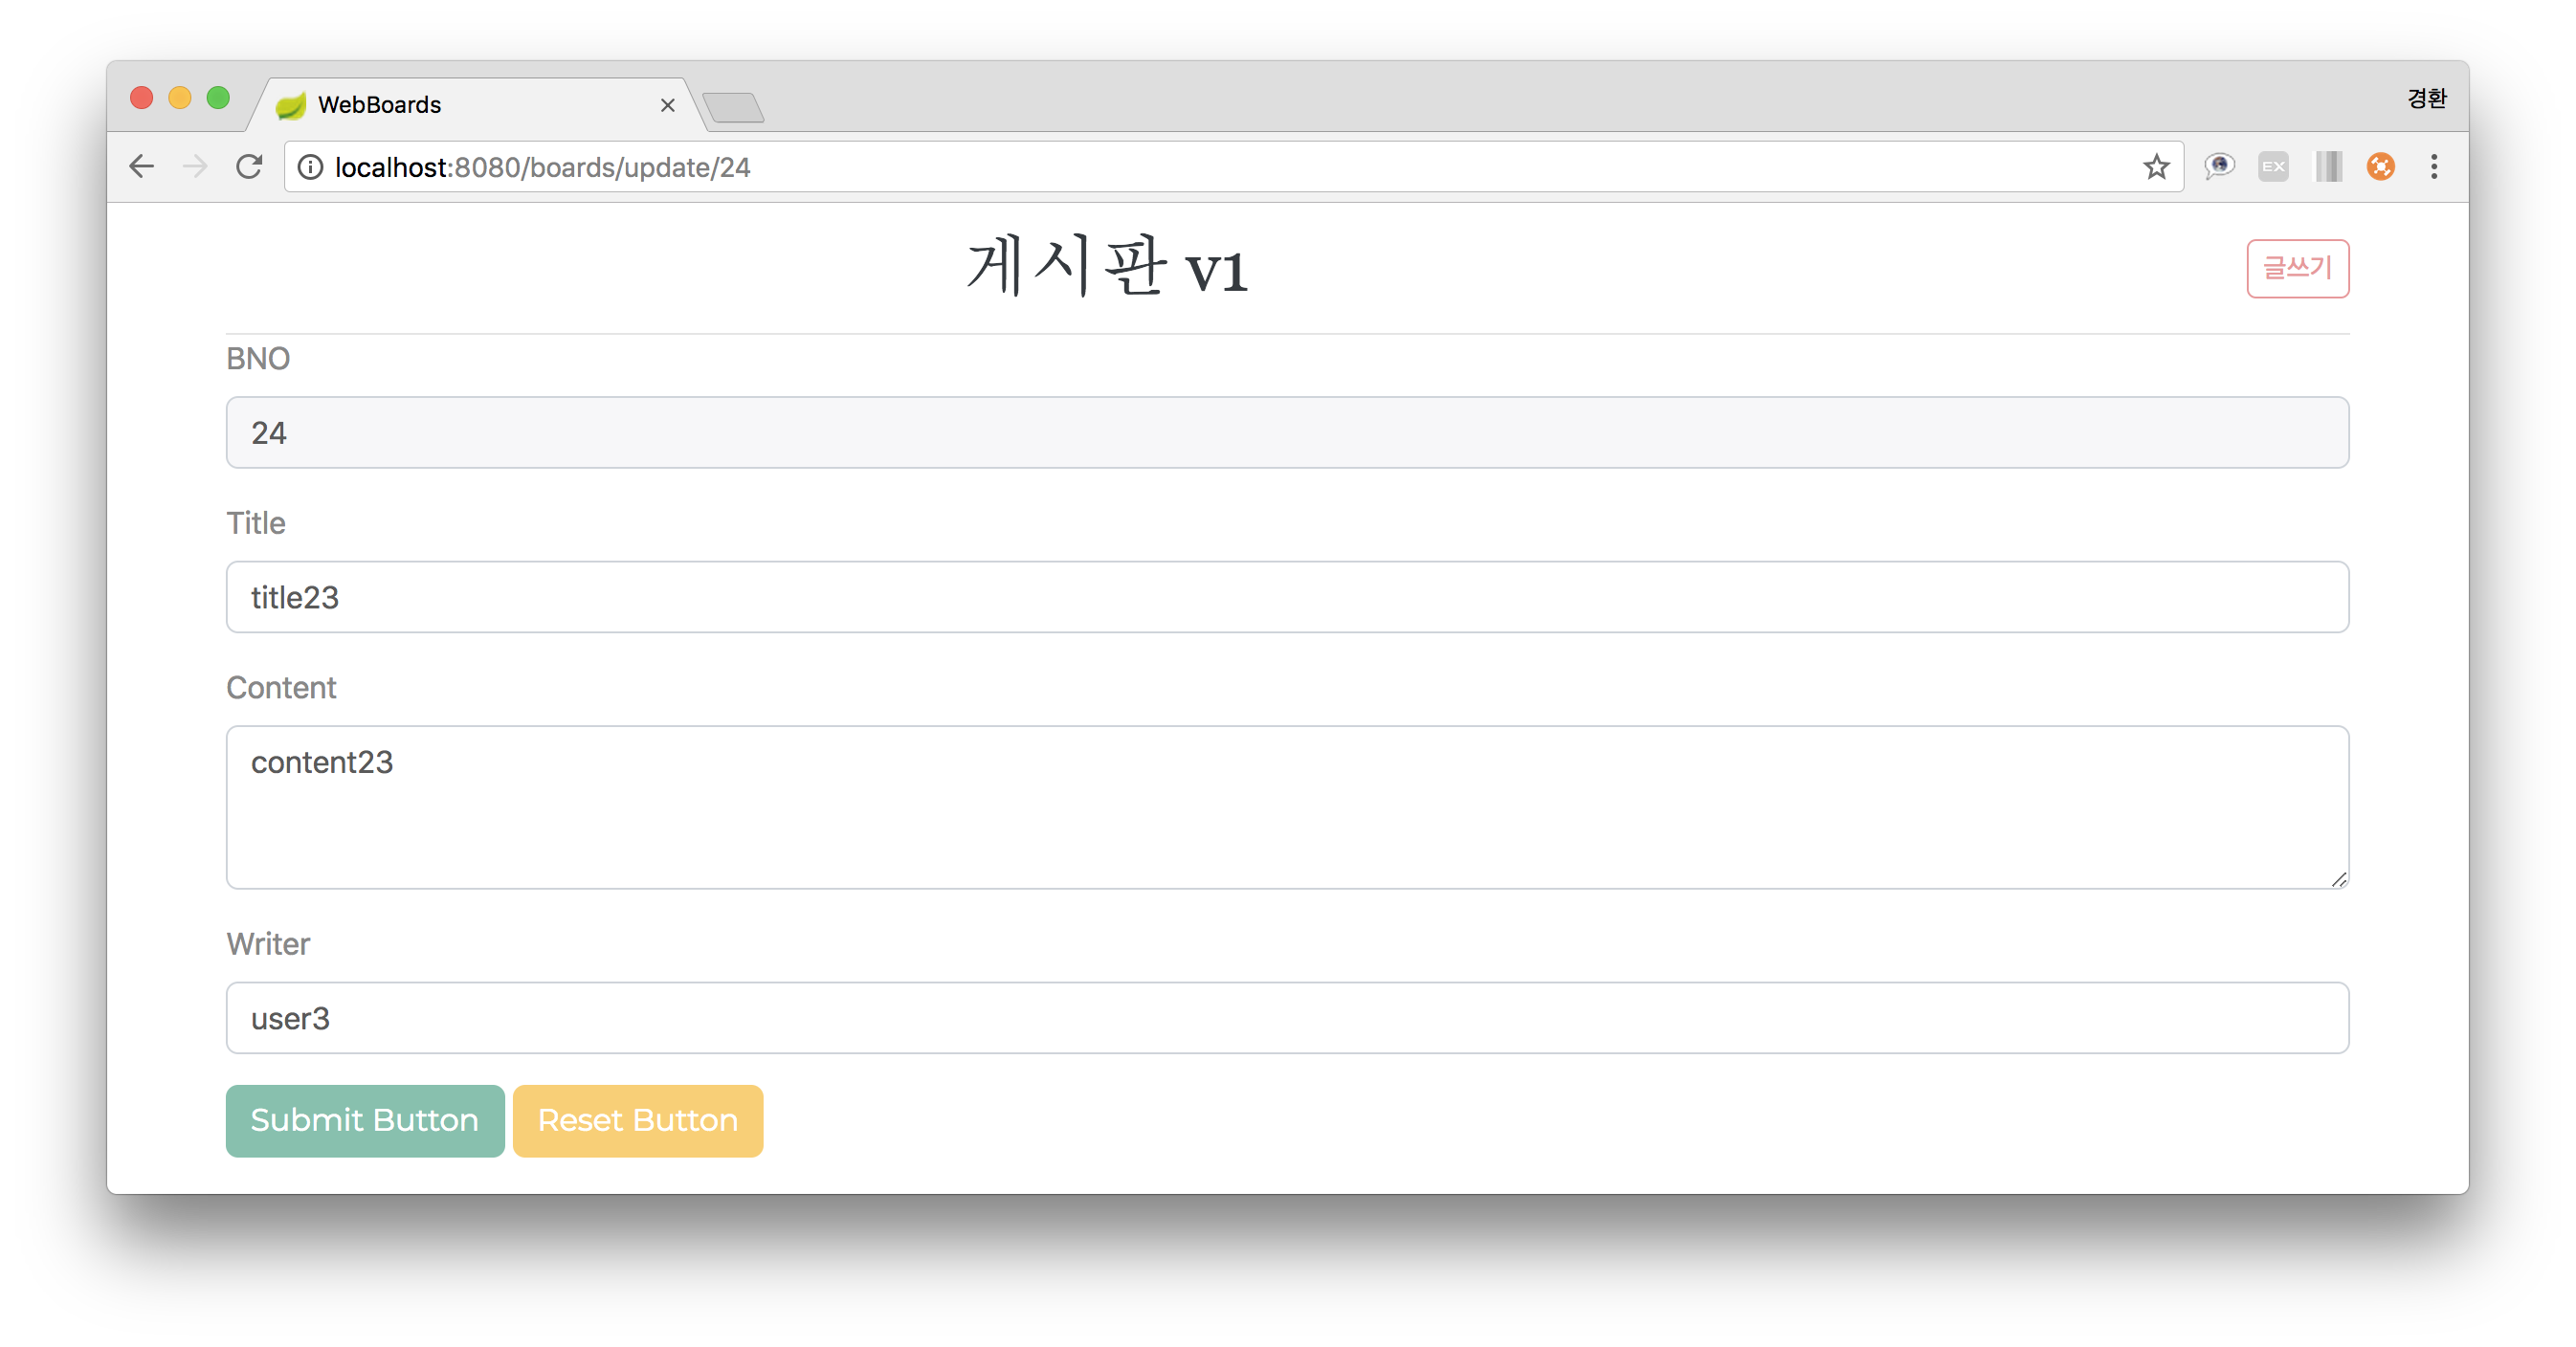 WebBoards
경환
localhost:8080/boards/update/24
EX
게시판 v1
글쓰기
BNO
24
Title
title23
Content
content23
Writer
user3
Submit Button Reset Button